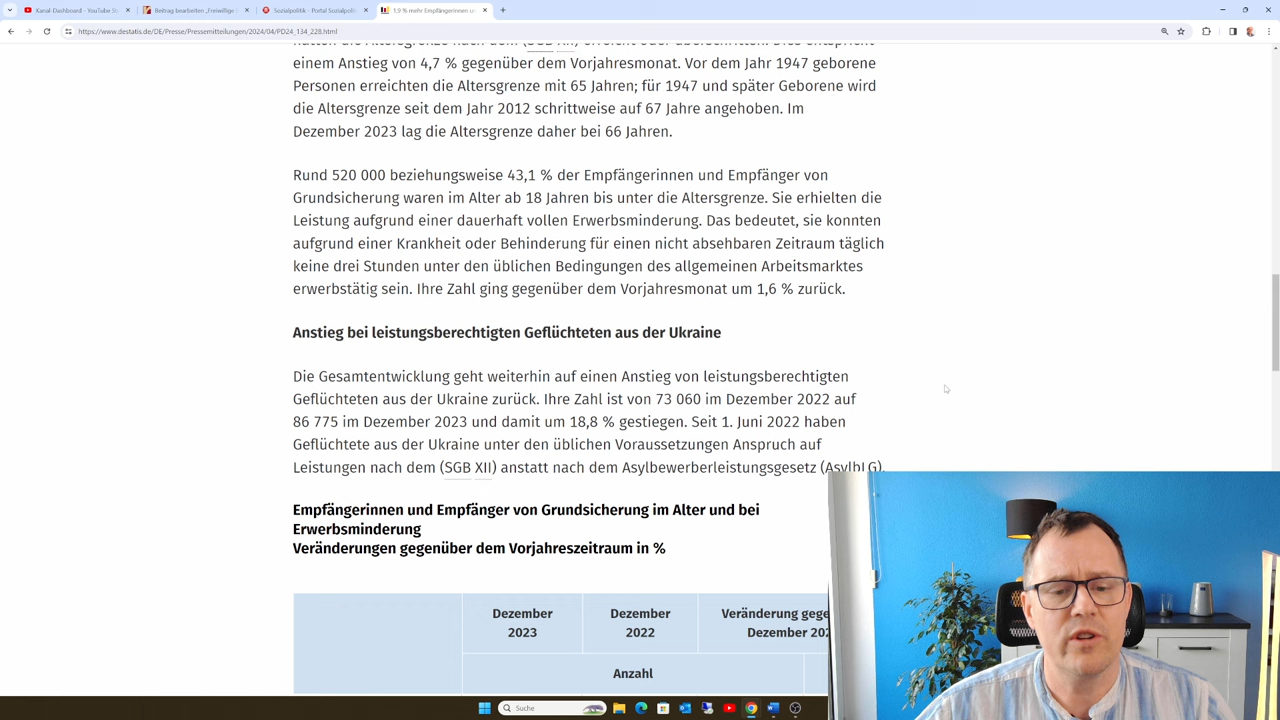 Kanal-Dashboard - YouTube St
Beitrag bearbeiten „Freiwillige
Sozialpolitik - Portal Sozialpoli
1.9 % mehr Empfängerinnen u
https://www.destatis.de/DE/Presse/Pressemitteilungen/2024/04/PD24_134_228.html
einem Anstieg von 4,7 % gegenüber dem Vorjahresmonat. Vor dem Jahr 1947 geborene
Personen erreichten die Altersgrenze mit 65 Jahren; für 1947 und später Geborene wird
die Altersgrenze seit dem Jahr 2012 schrittweise auf 67 Jahre angehoben. Im
Dezember 2023 lag die Altersgrenze daher bei 66 Jahren.
Rund 520 000 beziehungsweise 43,1 % der Empfängerinnen und Empfänger von
Grundsicherung waren im Alter ab 18 Jahren bis unter die Altersgrenze. Sie erhielten die
Leistung aufgrund einer dauerhaft vollen Erwerbsminderung. Das bedeutet, sie konnten
aufgrund einer Krankheit oder Behinderung für einen nicht absehbaren Zeitraum täglich
keine drei Stunden unter den üblichen Bedingungen des allgemeinen Arbeitsmarktes
erwerbstätig sein. Ihre Zahl ging gegenüber dem Vorjahresmonat um 1,6 % zurück.
Anstieg bei leistungsberechtigten Geflüchteten aus der Ukraine
Die Gesamtentwicklung geht weiterhin auf einen Anstieg von leistungsberechtigten
Geflüchteten aus der Ukraine zurück. Ihre Zahl ist von 73 060 im Dezember 2022 auf
86 775 im Dezember 2023 und damit um 18,8 % gestiegen. Seit 1. Juni 2022 haben
Geflüchtete aus der Ukraine unter den üblichen Voraussetzungen Anspruch auf
Leistungen nach dem (SGB XII) anstatt nach dem Asylbewerberleistungsgesetz (AsylbLG).
Empfängerinnen und Empfänger von Grundsicherung im Alter und bei
Erwerbsminderung
Veränderungen gegenüber dem Vorjahreszeitraum in %
Dezember
2023
Dezember
2022
Veränderung gege
Dezember 202
Anzahl
Suche